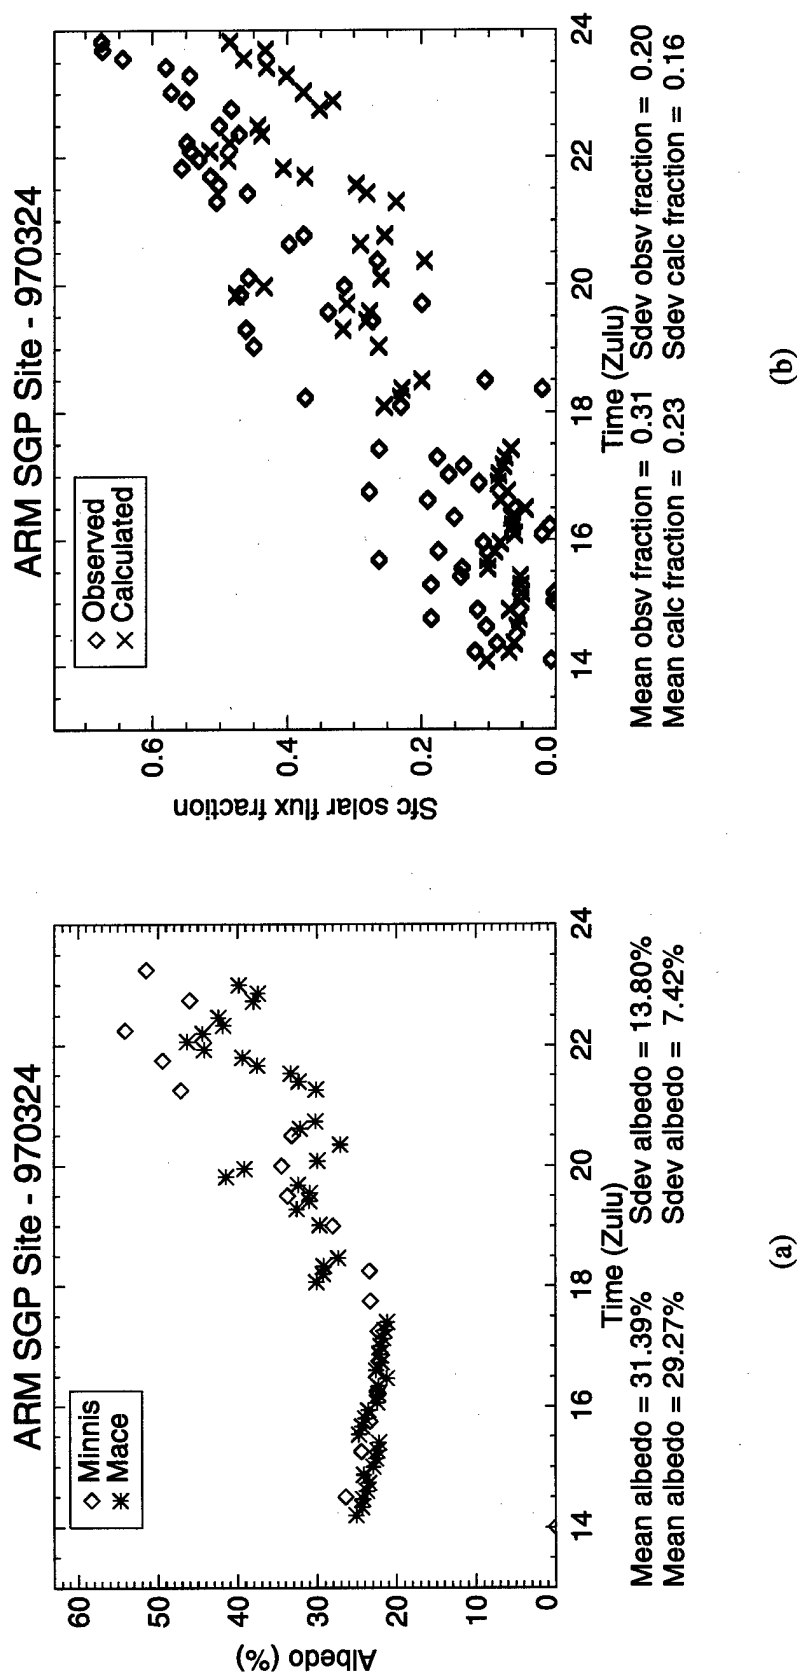 ARM SGP Site - 970324
Minnis
Mace
Albedo (%)
60
50
40
30
20
10
0
14
16
18
20
22
24
Time (Zulu)
Mean albedo = 31.39% Sdev albedo = 13.80%
Mean albedo = 29.27% Sdev albedo = 7.42%
(a)
ARM SGP Site - 970324
Observed
Calculated
Sfc solar flux fraction
0.6
0.4
0.2
0.0
14
16
18
20
22
24
Time (Zulu)
Mean obsv fraction = 0.31 Sdev obsv fraction = 0.20
Mean calc fraction = 0.23 Sdev calc fraction = 0.16
(b)